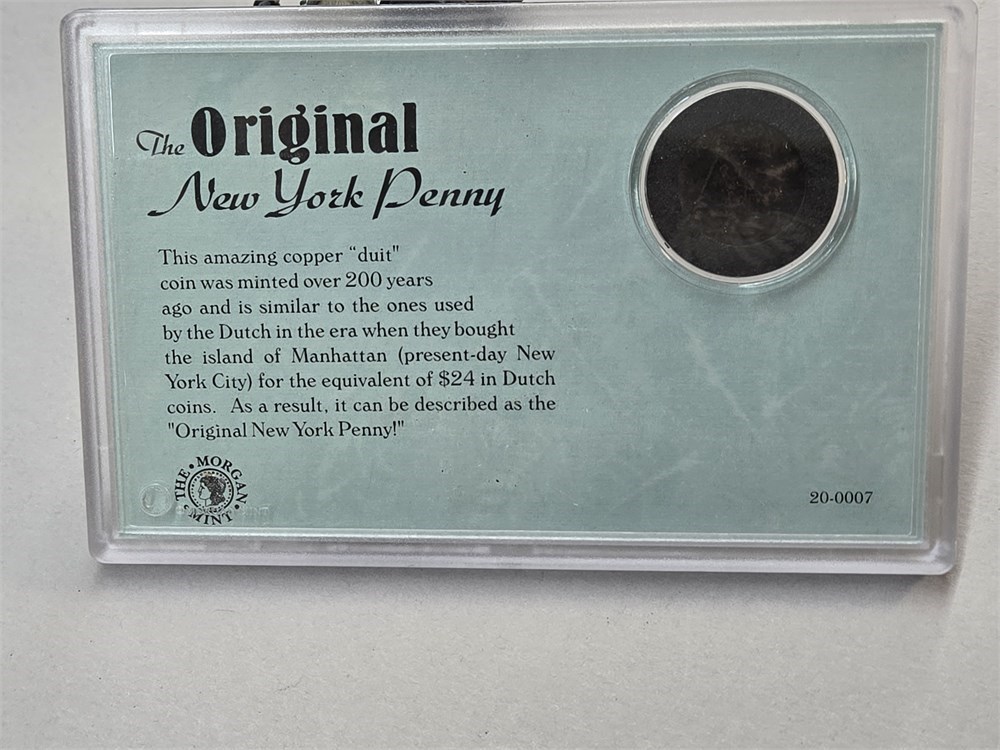 The Original
New York Penny
This amazing copper “duit"
coin was minted over 200 years
ago and is similar to the ones used
by the Dutch in the era when they bought
the island of Manhattan (present-day New
York City) for the equivalent of $24 in Dutch
coins. As a result, it can be described as the
"Original New York Penny!"
THE • MORGAN • MINT •
20-0007